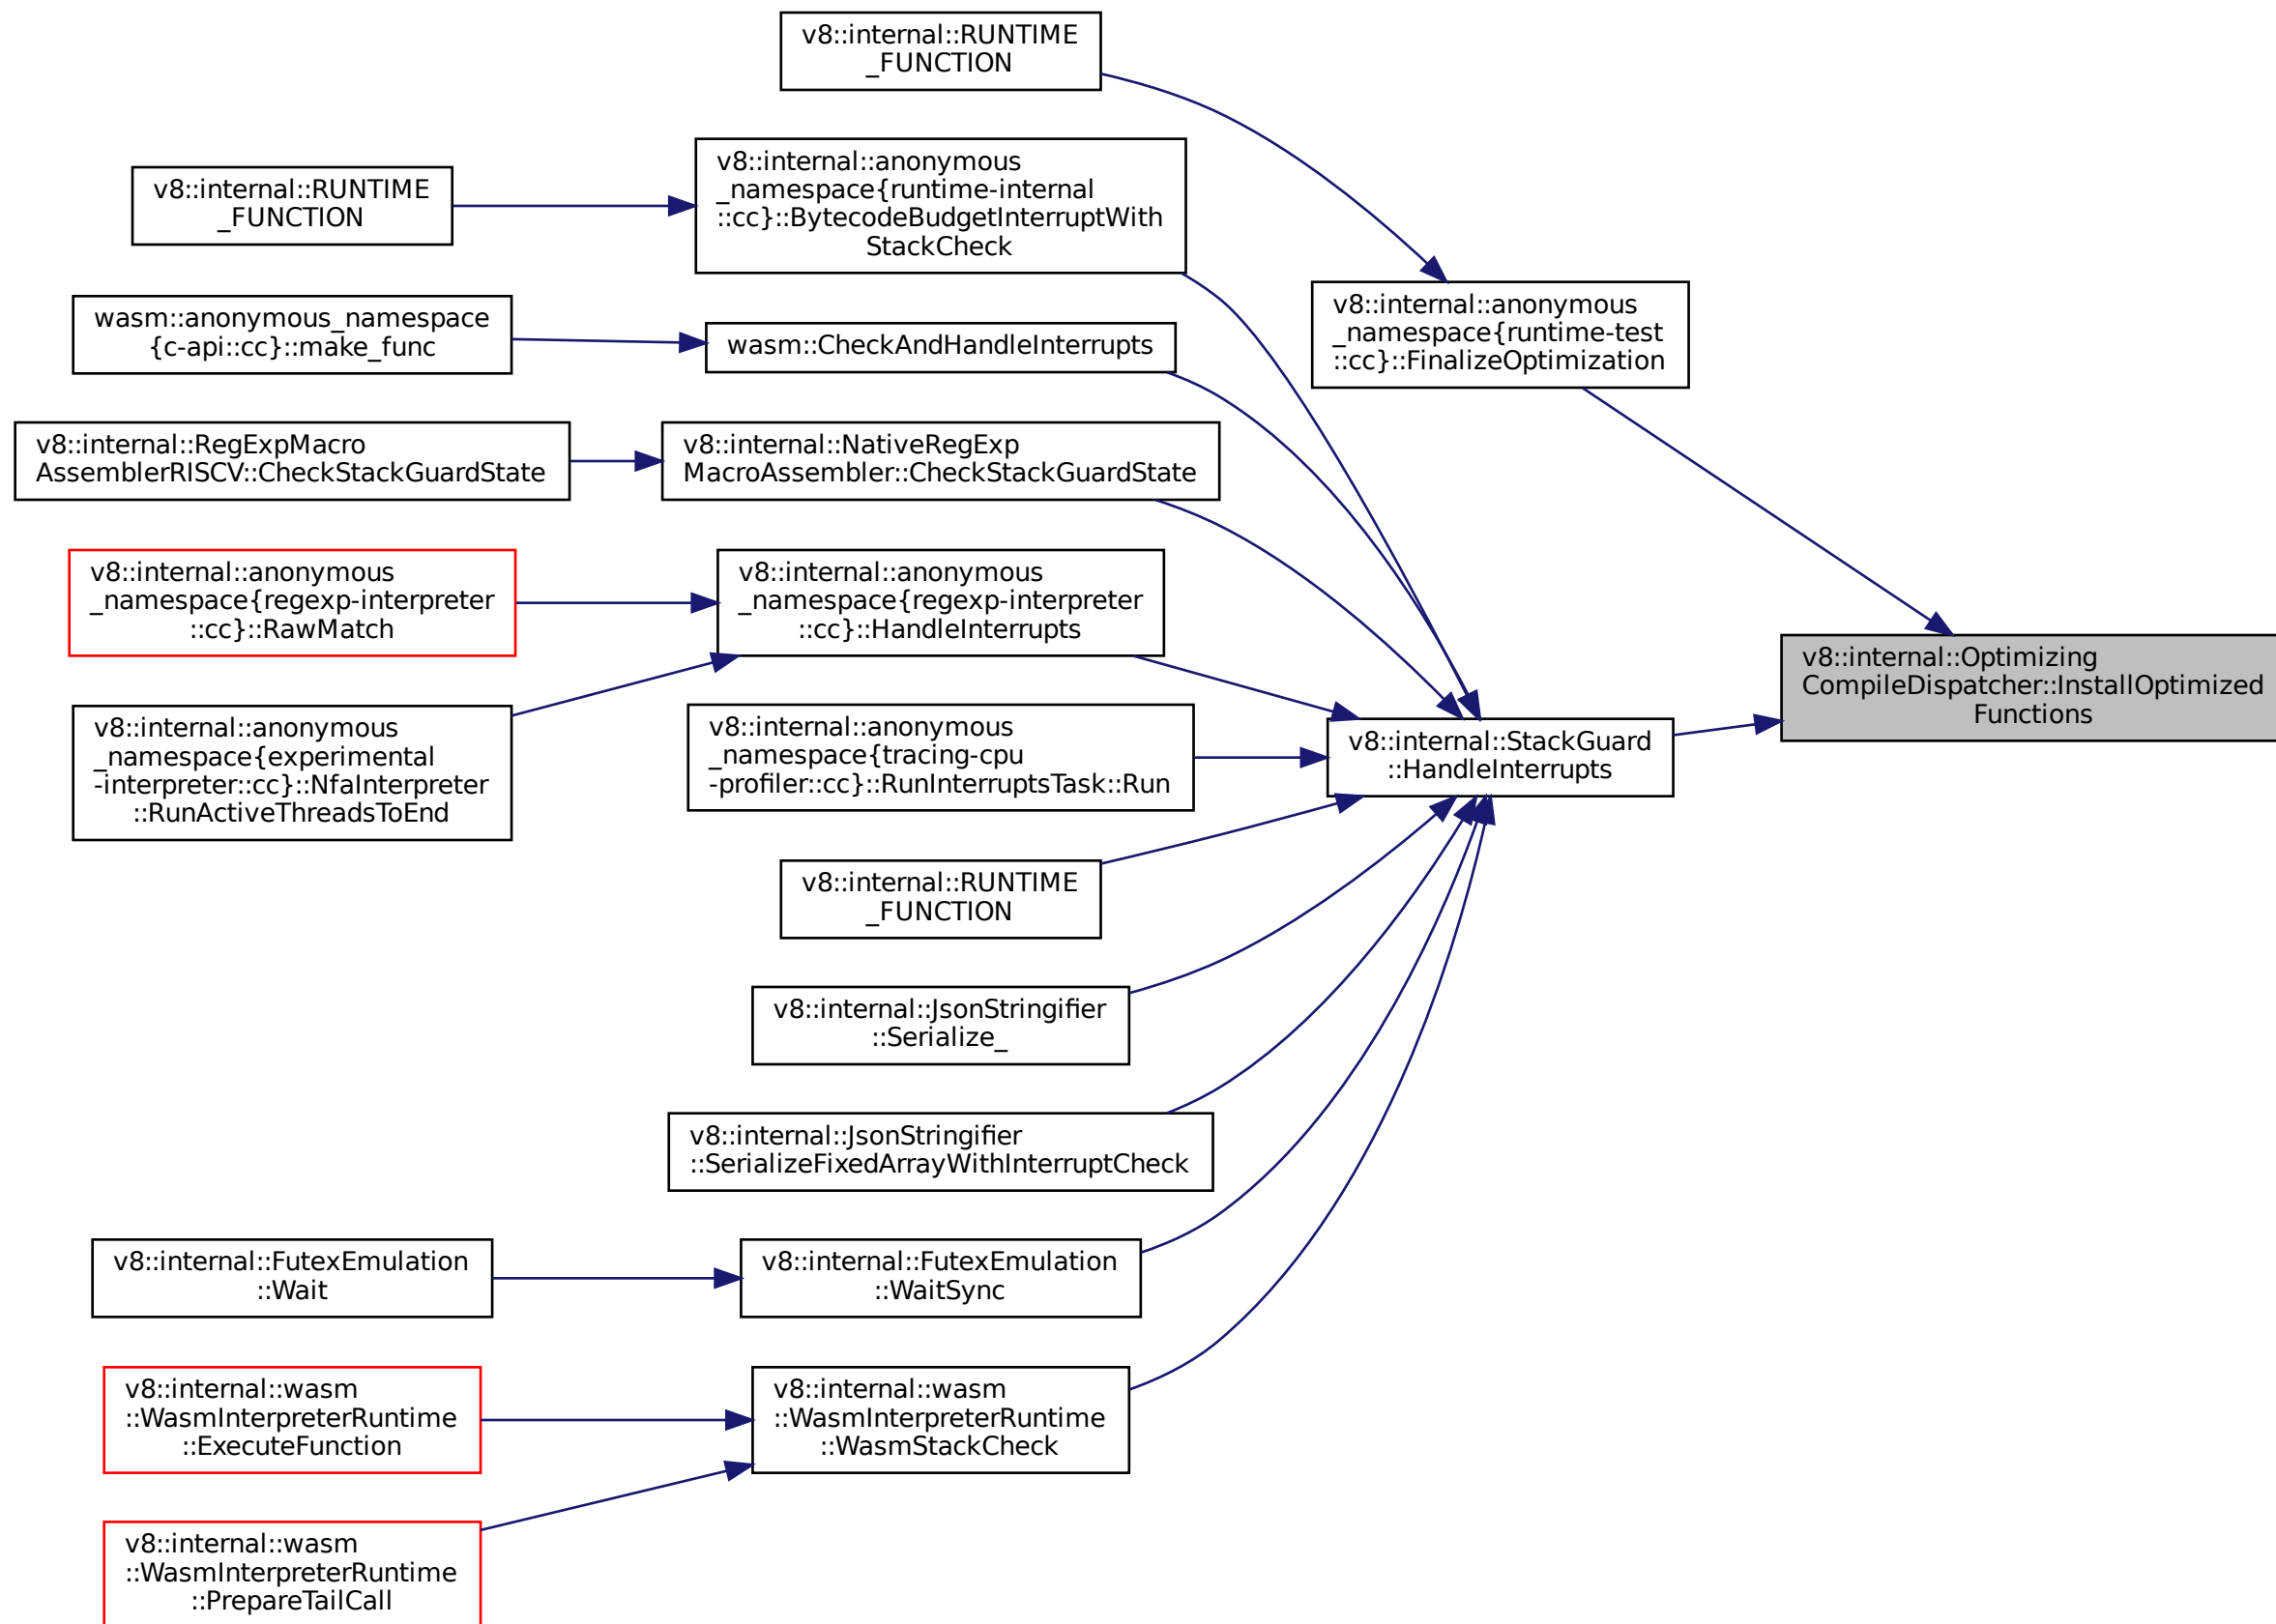 v8::internal::RUNTIME
_FUNCTION
v8::internal::anonymous
_namespace{runtime-internal
::cc}::BytecodeBudgetInterruptWith
StackCheck
v8::internal::RUNTIME
_FUNCTION
v8::internal::anonymous
_namespace{runtime-test
::cc}::FinalizeOptimization
wasm::anonymous_namespace
{c-api::cc}::make_func
wasm::CheckAndHandleInterrupts
v8::internal::RegExpMacro
AssemblerRISCV::CheckStackGuardState
v8::internal::NativeRegExp
MacroAssembler::CheckStackGuardState
v8::internal::anonymous
_namespace{regexp-interpreter
::cc}::RawMatch
v8::internal::anonymous
_namespace{regexp-interpreter
::cc}::HandleInterrupts
v8::internal::Optimizing
CompileDispatcher::InstallOptimized
Functions
v8::internal::anonymous
_namespace{experimental
-interpreter::cc}::NfaInterpreter
::RunActiveThreadsToEnd
v8::internal::anonymous
_namespace{tracing-cpu
-profiler::cc}::RunInterruptsTask::Run
v8::internal::StackGuard
::HandleInterrupts
v8::internal::RUNTIME
_FUNCTION
v8::internal::JsonStringifier
::Serialize_
v8::internal::JsonStringifier
::SerializeFixedArrayWithInterruptCheck
v8::internal::FutexEmulation
::Wait
v8::internal::FutexEmulation
::WaitSync
v8::internal::wasm
::WasmInterpreterRuntime
::ExecuteFunction
v8::internal::wasm
::WasmInterpreterRuntime
::WasmStackCheck
v8::internal::wasm
::WasmInterpreterRuntime
::PrepareTailCall